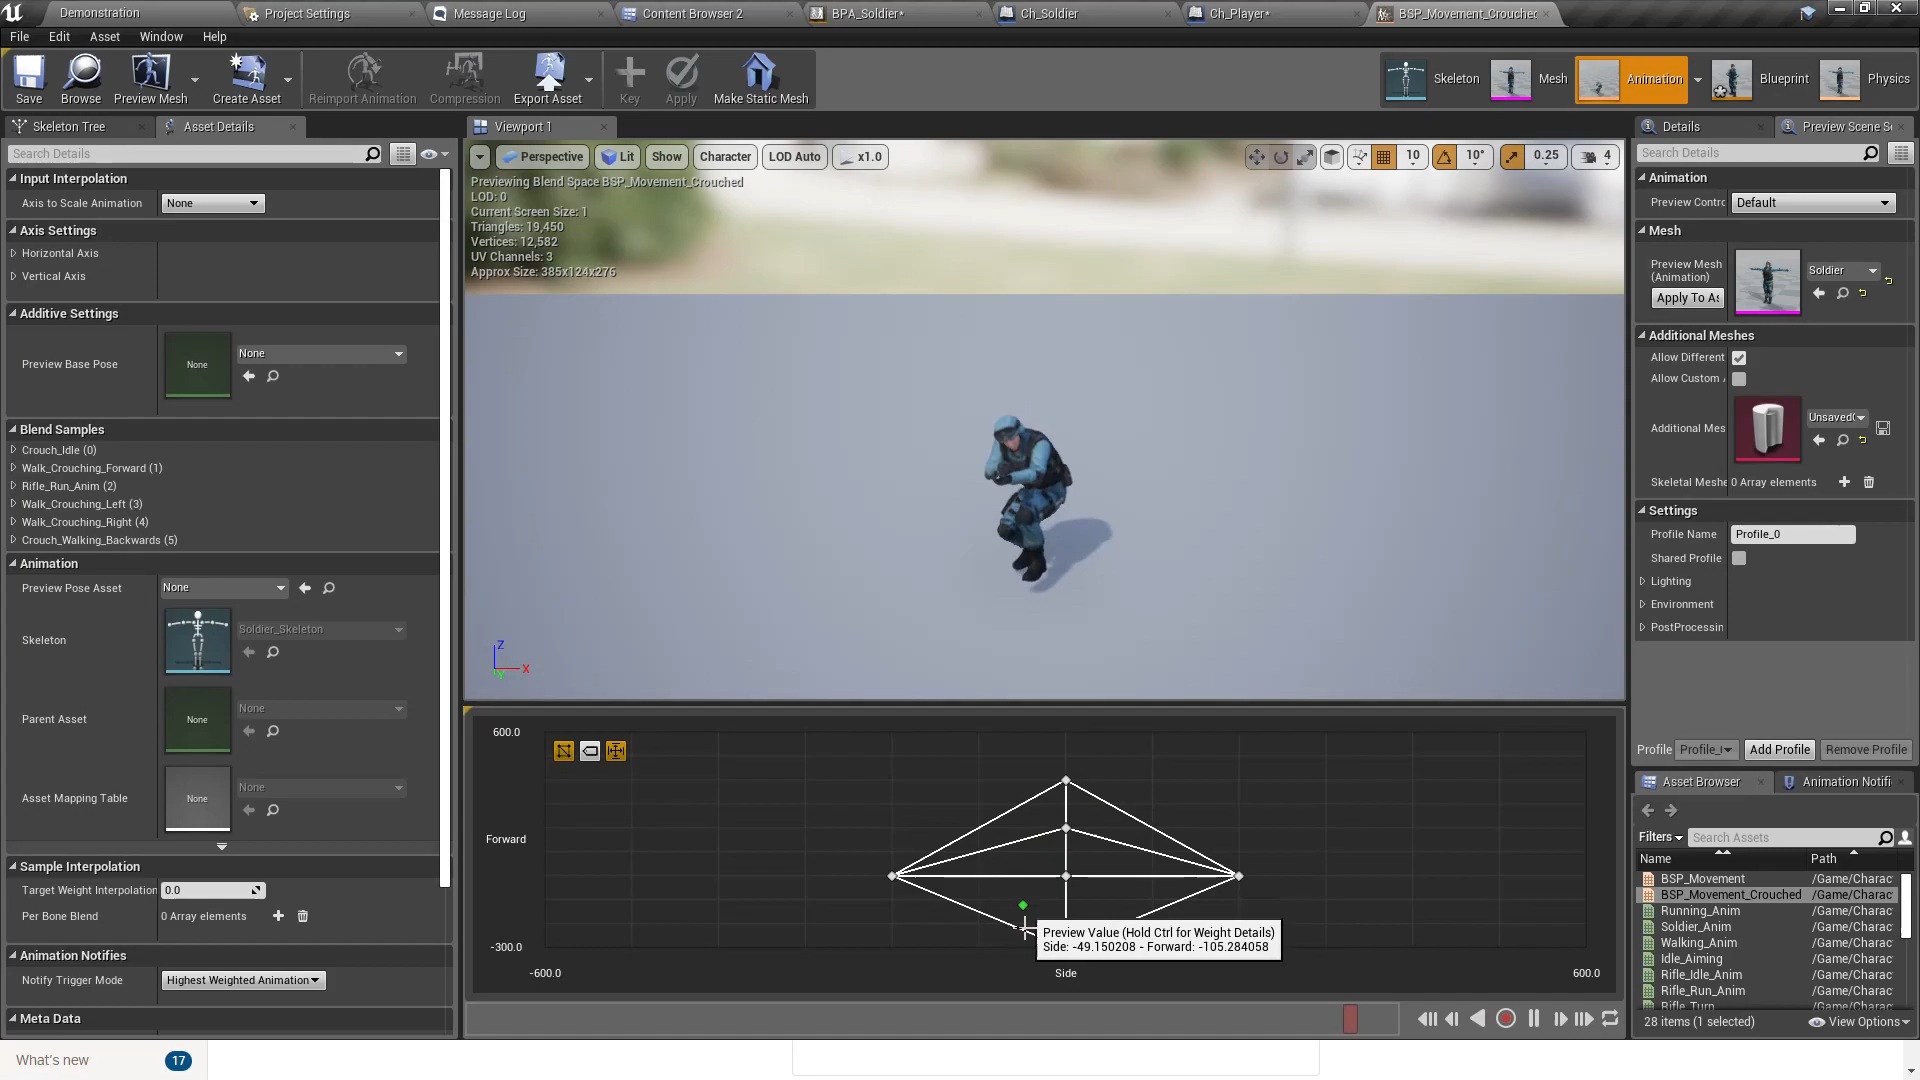 Demonstration
Project Settings
Message Log
Content Browser 2
BPA_Soldier*
Ch_Soldier
Ch_Player*
BSP_Movement_Crouched
File Edit Asset Window Help
Save
Browse
Preview Mesh
Create Asset
Reimport Animation
Compression
Export Asset
Key
Apply
Make Static Mesh
Skeleton
Mesh
Animation
Blueprint
Physics
Skeleton Tree
Asset Details
Search Details
Input Interpolation
Axis to Scale Animation None
Axis Settings
Horizontal Axis
Vertical Axis
Additive Settings
Preview Base Pose None None
Blend Samples
Crouch_Idle (0)
Walk_Crouching_Forward (1)
Rifle_Run_Anim (2)
Walk_Crouching_Left (3)
Walk_Crouching_Right (4)
Crouch_Walking_Backwards (5)
Animation
Preview Pose Asset None
Skeleton Soldier_Skeleton
Parent Asset None None
Asset Mapping Table None None
Sample Interpolation
Target Weight Interpolation 0.0
Per Bone Blend 0 Array elements
Animation Notifies
Notify Trigger Mode Highest Weighted Animation
Meta Data
Viewport 1
Perspective Lit Show Character LOD Auto x1.0 10 10° 0.25 4
Previewing Blend Space BSP_Movement_Crouched
LOD: 0
Current Screen Size: 1
Triangles: 19,450
Vertices: 12,582
UV Channels: 3
Approx Size: 385x124x276
Z
X
Y
600.0
Forward
-300.0
-600.0
Side
600.0
Preview Value (Hold Ctrl for Weight Details)
Side: -49.150208 - Forward: -105.284058
Details
Preview Scene S
Search Details
Animation
Preview Contro Default
Mesh
Preview Mesh
(Animation)
Apply To As
Soldier
Additional Meshes
Allow Different
Allow Custom
Additional Mes Unsaved
Skeletal Meshe 0 Array elements
Settings
Profile Name Profile_0
Shared Profile
Lighting
Environment
PostProcessin
Profile Profile_ Add Profile Remove Profile
Asset Browser
Animation Notifi
Filters Search Assets
Name Path
BSP_Movement /Game/Charac
BSP_Movement_Crouched /Game/Charac
Running_Anim /Game/Charac
Soldier_Anim /Game/Charac
Walking_Anim /Game/Charac
Idle_Aiming /Game/Charac
Rifle_Idle_Anim /Game/Charac
Rifle_Run_Anim /Game/Charac
Rifle_Turn /Game/Charac
28 items (1 selected) View Options
What's new 17